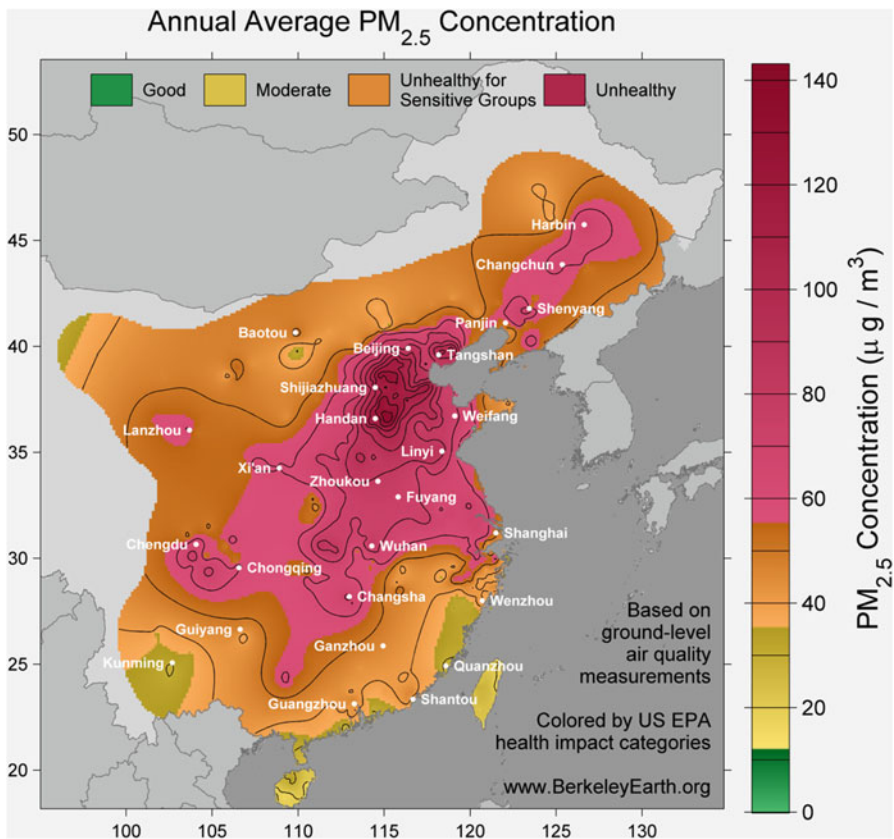 Annual Average PM2.5 Concentration
Good
Moderate
Unhealthy for
Sensitive Groups
Unhealthy
50
45
40
35
30
25
20
100
105
110
115
120
125
130
Harbin
Changchun
Shenyang
Panjin
Baotou
Beijing
Tangshan
Shijiazhuang
Handan
Weifang
Lanzhou
Linyi
Xi'an
Zhoukou
Fuyang
Shanghai
Chengdu
Wuhan
Chongqing
Changsha
Wenzhou
Guiyang
Ganzhou
Kunming
Quanzhou
Guangzhou
Shantou
Based on
ground-level
air quality
measurements
Colored by US EPA
health impact categories
www.BerkeleyEarth.org
140
120
100
80
60
40
20
0
PM2.5 Concentration (μ g / m³)